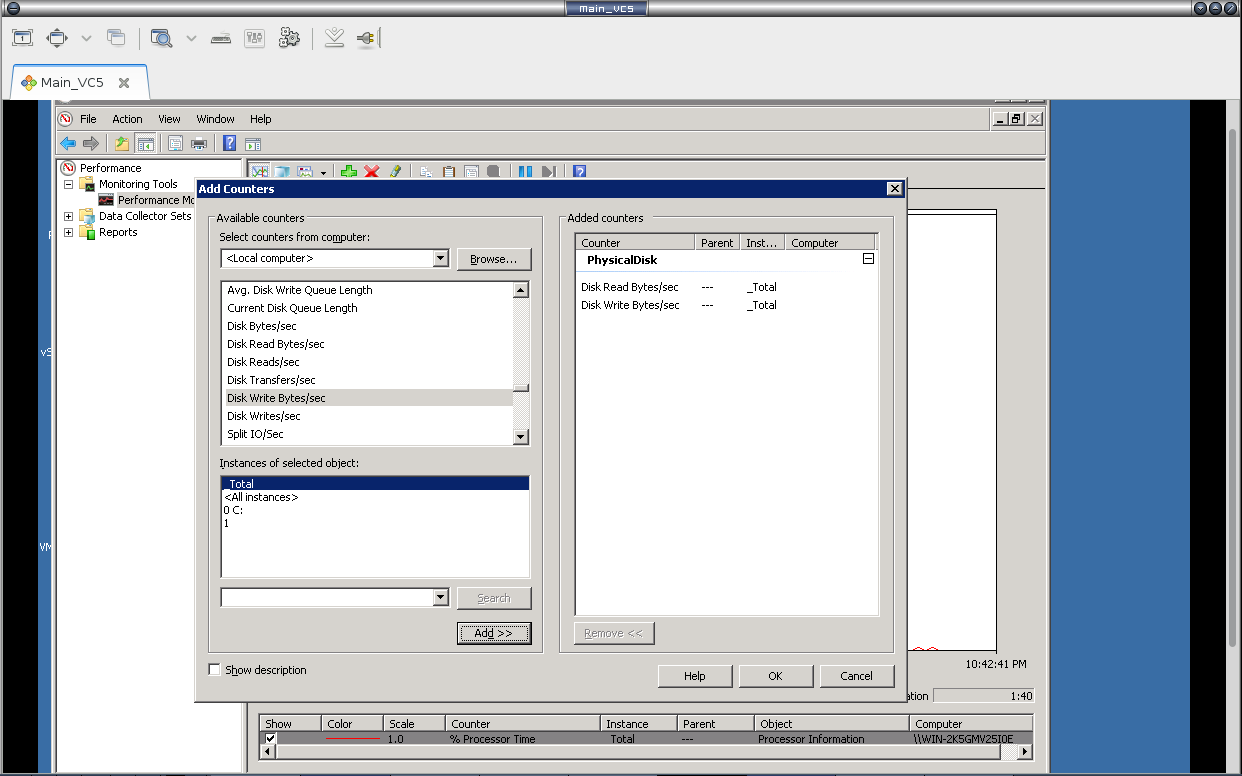 Main_VC5
Main_VC5
File Action View Window Help
Performance
Monitoring Tools
Performance Mo
Data Collector Sets
Reports
Add Counters
Available counters
Select counters from computer:
<Local computer>
Browse...
Avg. Disk Write Queue Length
Current Disk Queue Length
Disk Bytes/sec
Disk Read Bytes/sec
Disk Reads/sec
Disk Transfers/sec
Disk Write Bytes/sec
Disk Writes/sec
Split IO/Sec
Instances of selected object:
_Total
<All instances>
0 C:
1
Search
Add >>
Show description
Added counters
Counter Parent Inst... Computer
PhysicalDisk
Disk Read Bytes/sec --- _Total
Disk Write Bytes/sec --- _Total
Remove <<
Help OK Cancel
vS
VM
10:42:41 PM
ation 1:40
Show Color Scale Counter Instance Parent Object Computer
1.0 % Processor Time Total --- Processor Information \\WIN-2K5GMV25I0E